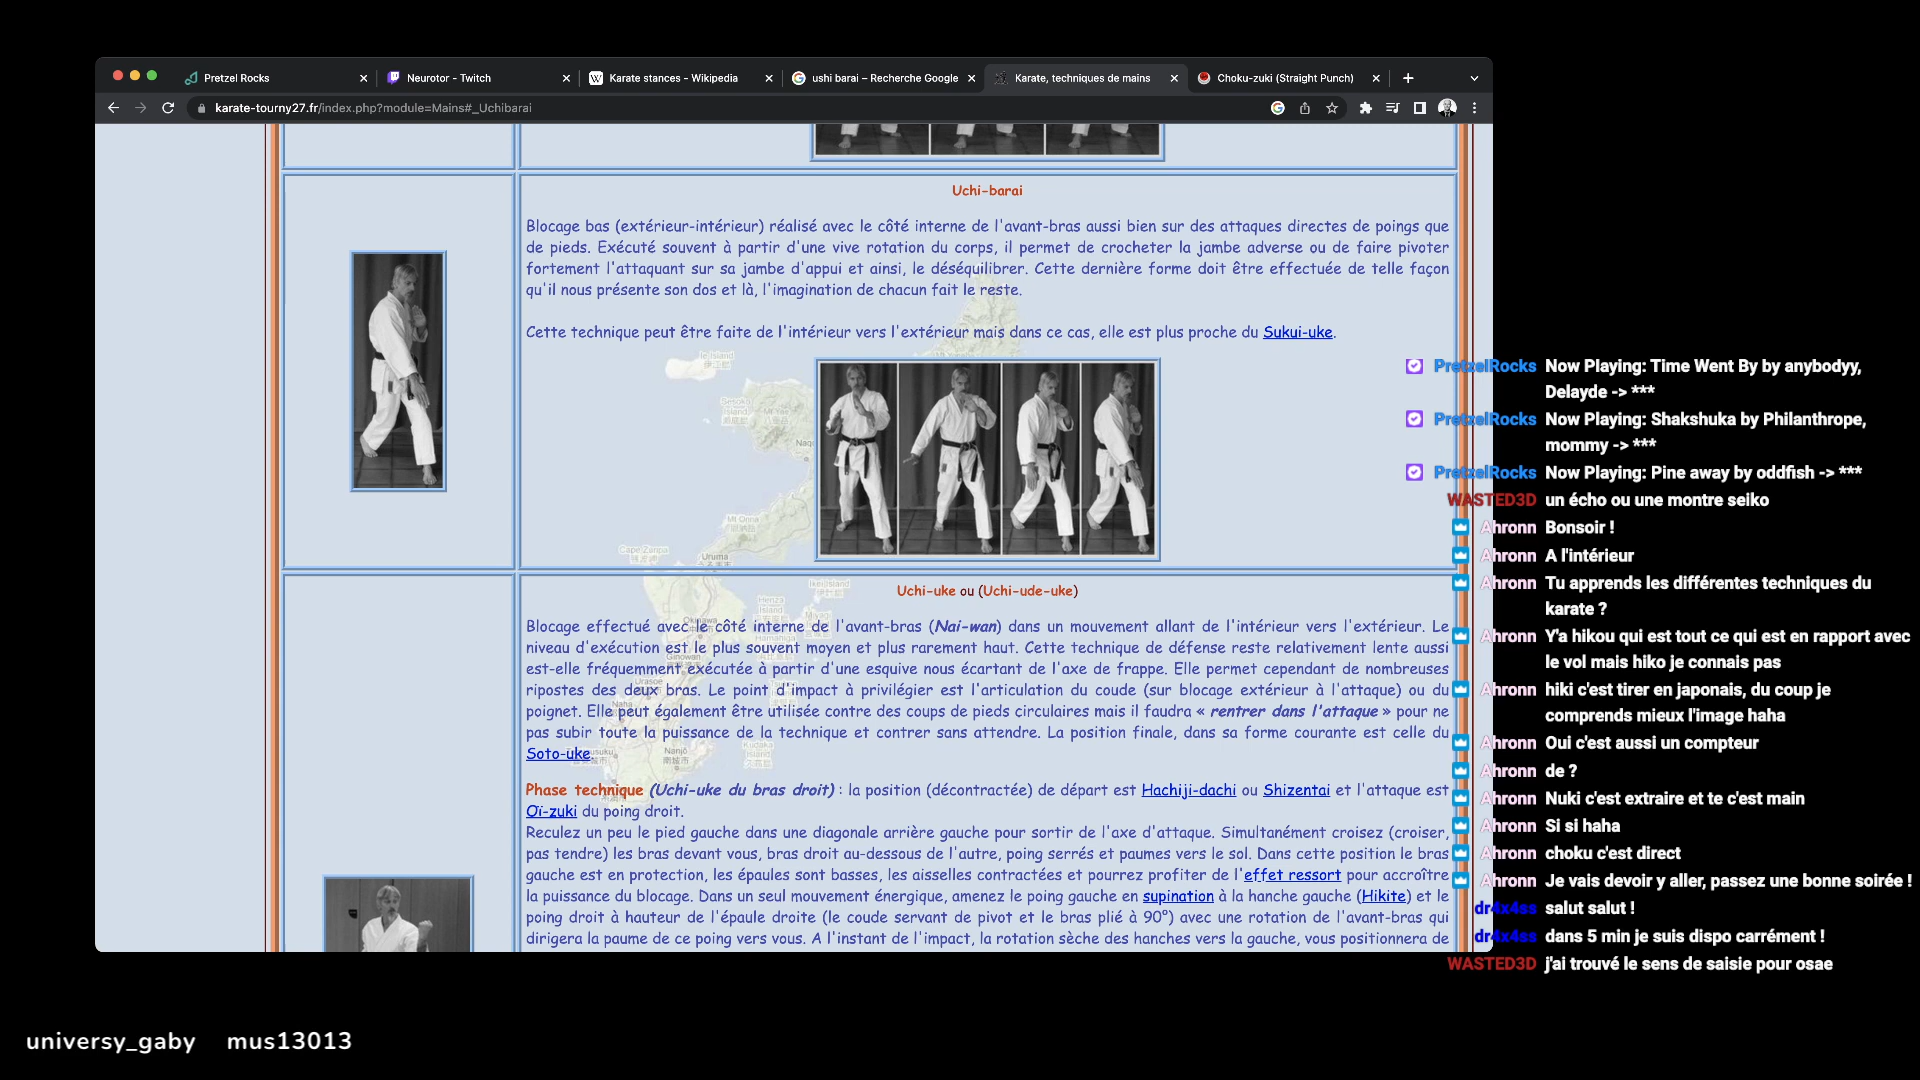 Pretzel Rocks
Neurotor - Twitch
Karate stances - Wikipedia
ushi barai – Recherche Google
Karate, techniques de mains
Choku-zuki (Straight Punch)
karate-tourny27.fr/index.php?module=Mains#_Uchibarai
Uchi-barai
Blocage bas (extérieur-intérieur) réalisé avec le côté interne de l'avant-bras aussi bien sur des attaques directes de poings que
de pieds. Exécuté souvent à partir d'une vive rotation du corps, il permet de crocheter la jambe adverse ou de faire pivoter
fortement l'attaquant sur sa jambe d'appui et ainsi, le déséquilibrer. Cette dernière forme doit être effectuée de telle façon
qu'il nous présente son dos et là, l'imagination de chacun fait le reste.
Cette technique peut être faite de l'intérieur vers l'extérieur mais dans ce cas, elle est plus proche du Sukui-uke.
Uchi-uke ou (Uchi-ude-uke)
Blocage effectué avec le côté interne de l'avant-bras (Nai-wan) dans un mouvement allant de l'intérieur vers l'extérieur. Le
niveau d'exécution est le plus souvent moyen et plus rarement haut. Cette technique de défense reste relativement lente aussi
est-elle fréquemment exécutée à partir d'une esquive nous écartant de l'axe de frappe. Elle permet cependant de nombreuses
ripostes des deux bras. Le point d'impact à privilégier est l'articulation du coude (sur blocage extérieur à l'attaque) ou du
poignet. Elle peut également être utilisée contre des coups de pieds circulaires mais il faudra « rentrer dans l'attaque » pour ne
pas subir toute la puissance de la technique et contrer sans attendre. La position finale, dans sa forme courante est celle du
Soto-uke.
Phase technique (Uchi-uke du bras droit) : la position (décontractée) de départ est Hachiji-dachi ou Shizentai et l'attaque est
Oï-zuki du poing droit.
Reculez un peu le pied gauche dans une diagonale arrière gauche pour sortir de l'axe d'attaque. Simultanément croisez (croiser,
pas tendre) les bras devant vous, bras droit au-dessous de l'autre, poing serrés et paumes vers le sol. Dans cette position le bras
gauche est en protection, les épaules sont basses, les aisselles contractées et pourrez profiter de l'effet ressort pour accroître
la puissance du blocage. Dans un seul mouvement énergique, amenez le poing gauche en supination à la hanche gauche (Hikite) et le
poing droit à hauteur de l'épaule droite (le coude servant de pivot et le bras plié à 90°) avec une rotation de l'avant-bras qui
dirigera la paume de ce poing vers vous. A l'instant de l'impact, la rotation sèche des hanches vers la gauche, vous positionnera de
Ie Island
Sesoko
Island
Mt Onna
Cape Zanpa
Uruma
Ikei Island
Henza
Island
Miyagi
Island
Hamahiga
Island
Okinawa
Ginowan
Urasoe
Naha
Nanjō
Kudaka
Island
PretzelRocks Now Playing: Time Went By by anybodyy,
Delayde -> ***
PretzelRocks Now Playing: Shakshuka by Philanthrope,
mommy -> ***
PretzelRocks Now Playing: Pine away by oddfish -> ***
WASTED3D un écho ou une montre seiko
Ahronn Bonsoir !
Ahronn A l'intérieur
Ahronn Tu apprends les différentes techniques du
karate ?
Ahronn Y'a hikou qui est tout ce qui est en rapport avec
le vol mais hiko je connais pas
Ahronn hiki c'est tirer en japonais, du coup je
comprends mieux l'image haha
Ahronn Oui c'est aussi un compteur
Ahronn de ?
Ahronn Nuki c'est extraire et te c'est main
Ahronn Si si haha
Ahronn choku c'est direct
Ahronn Je vais devoir y aller, passez une bonne soirée !
dr4x4ss salut salut !
dr4x4ss dans 5 min je suis dispo carrément !
WASTED3D j'ai trouvé le sens de saisie pour osae
universy_gaby mus13013